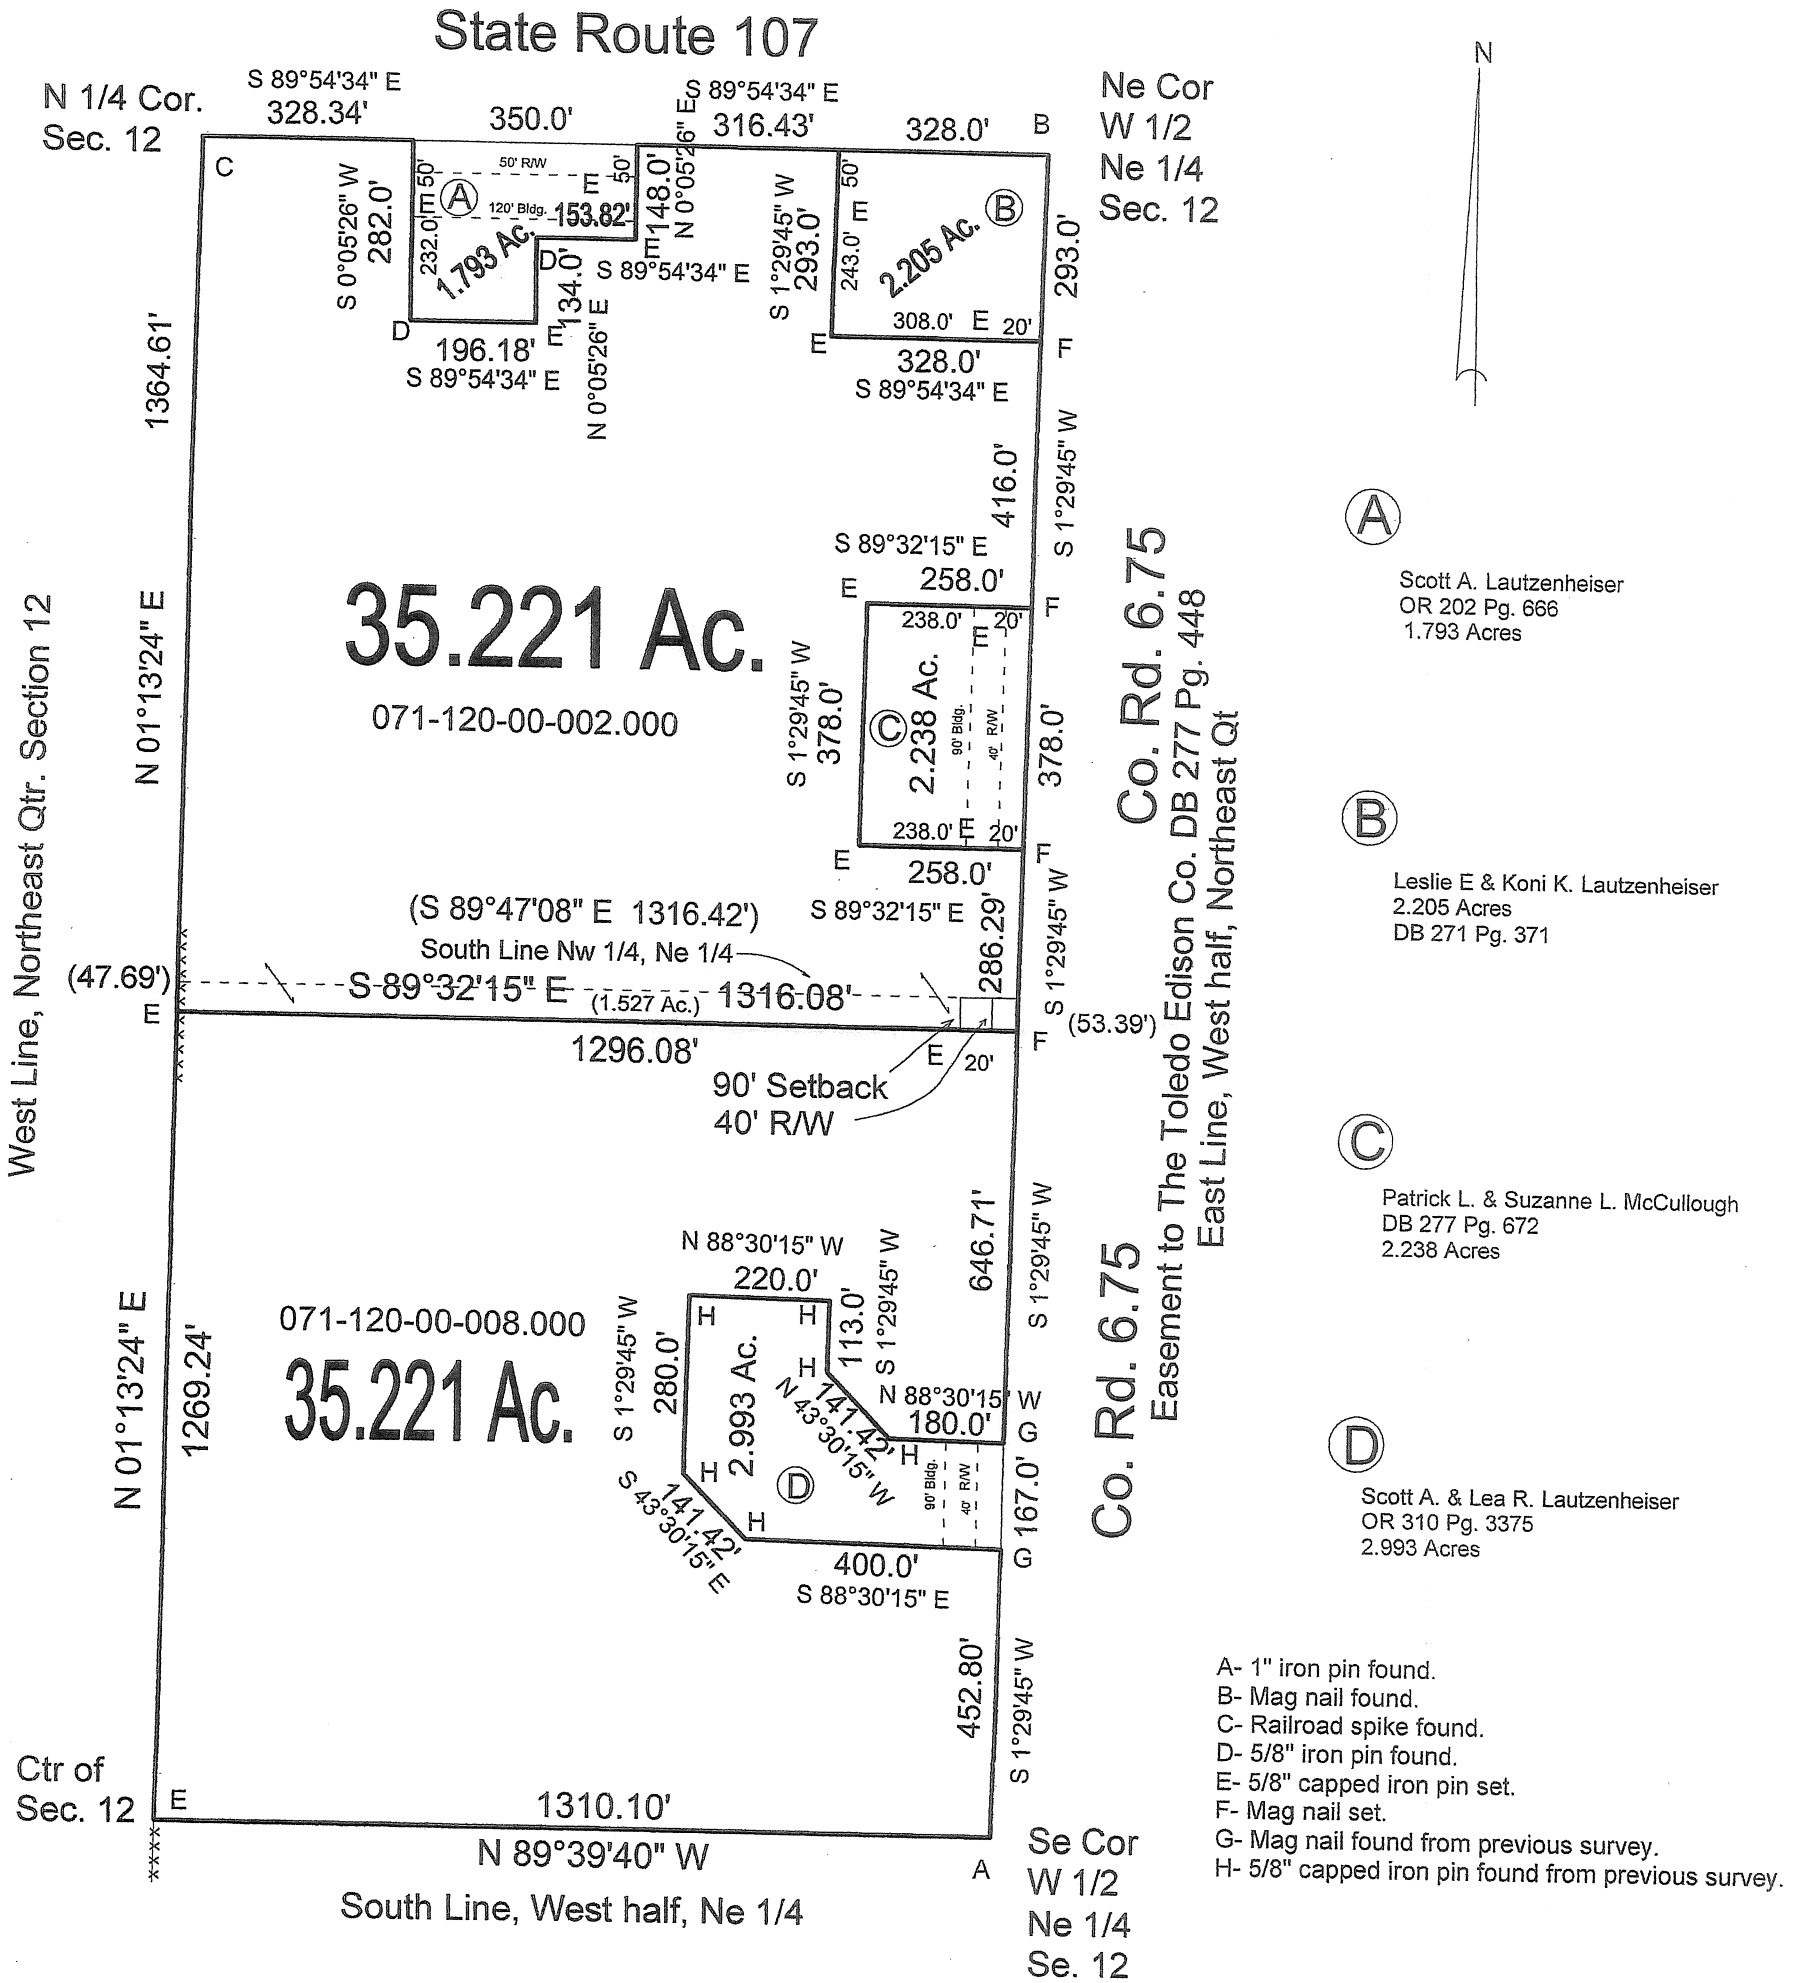 State Route 107
N 1/4 Cor.
Sec. 12
S 89°54'34" E
328.34'
350.0'
S 89°54'34" E
316.43'
328.0'
B
Ne Cor
W 1/2
Ne 1/4
Sec. 12
N
C
S 0°05'26" W
282.0'
50'
E
232.0'
A
50' R/W
120' Bldg.
E
50'
153.82'
1.793 Ac.
148.0'
N 0°05'26" E
E
D
S 89°54'34" E
134.0'
N 0°05'26" E
E
D
196.18'
S 89°54'34" E
S 1°29'45" W
293.0'
50'
E
243.0'
B
2.205 Ac.
293.0'
308.0'
E
20'
E
F
328.0'
S 89°54'34" E
1364.61'
N 01°13'24" E
West Line, Northeast Qtr. Section 12
416.0'
S 1°29'45" W
S 89°32'15" E
258.0'
E
F
35.221 Ac.
071-120-00-002.000
238.0'
20'
E
S 1°29'45" W
378.0'
C
2.238 Ac.
90' Bldg.
40' R/W
378.0'
238.0'
E
20'
E
F
258.0'
S 89°32'15" E
Co. Rd. 6.75
Easement to The Toledo Edison Co. DB 277 Pg. 448
East Line, West half, Northeast Qt
(S 89°47'08" E 1316.42')
South Line Nw 1/4, Ne 1/4
286.29'
S 1°29'45" W
(47.69')
S 89°32'15" E
(1.527 Ac.)
1316.08'
(53.39')
E
F
1296.08'
E
20'
90' Setback
40' R/W
646.71'
S 1°29'45" W
N 88°30'15" W
220.0'
H
H
113.0'
S 1°29'45" W
071-120-00-008.000
35.221 Ac.
N 01°13'24" E
1269.24'
S 1°29'45" W
280.0'
2.993 Ac.
H
141.42'
N 43°30'15" W
N 88°30'15" W
180.0'
G
H
H
D
90' Bldg.
40' R/W
167.0'
Co. Rd. 6.75
141.42'
S 43°30'15" E
H
400.0'
G
S 88°30'15" E
452.80'
S 1°29'45" W
Ctr of
Sec. 12
E
1310.10'
N 89°39'40" W
A
South Line, West half, Ne 1/4
Se Cor
W 1/2
Ne 1/4
Se. 12
A
Scott A. Lautzenheiser
OR 202 Pg. 666
1.793 Acres
B
Leslie E & Koni K. Lautzenheiser
2.205 Acres
DB 271 Pg. 371
C
Patrick L. & Suzanne L. McCullough
DB 277 Pg. 672
2.238 Acres
D
Scott A. & Lea R. Lautzenheiser
OR 310 Pg. 3375
2.993 Acres
A- 1" iron pin found.
B- Mag nail found.
C- Railroad spike found.
D- 5/8" iron pin found.
E- 5/8" capped iron pin set.
F- Mag nail set.
G- Mag nail found from previous survey.
H- 5/8" capped iron pin found from previous survey.